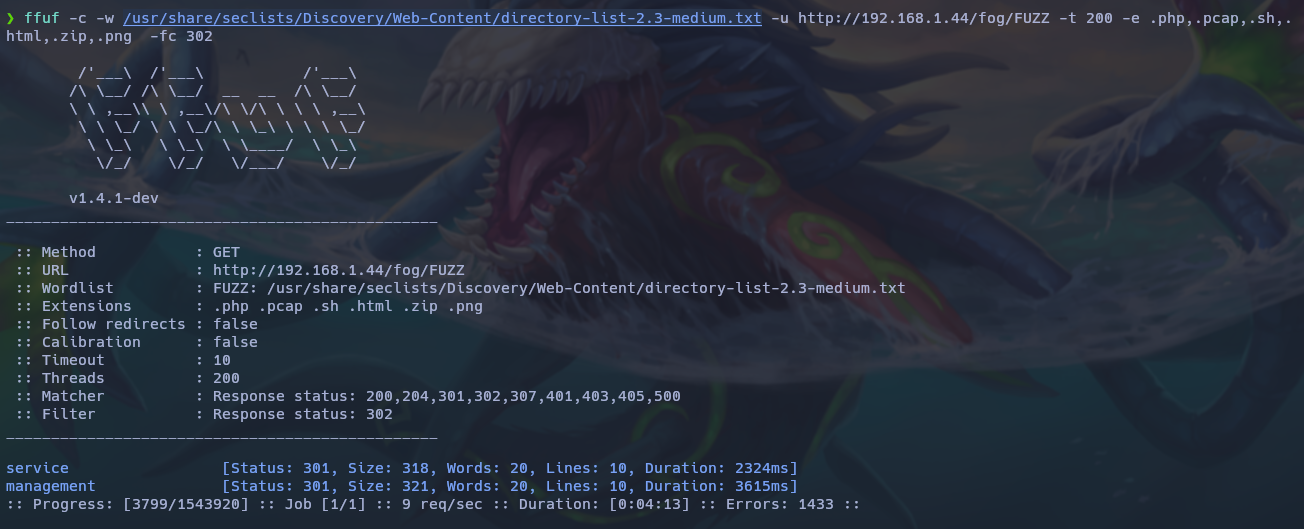 ❯ ffuf -c -w /usr/share/seclists/Discovery/Web-Content/directory-list-2.3-medium.txt -u http://192.168.1.44/fog/FUZZ -t 200 -e .php,.pcap,.sh,.
html,.zip,.png  -fc 302
        /'___\  /'___\           /'___\
       /\ \__/ /\ \__/  __  __  /\ \__/
       \ \ ,__\\ \ ,__\/\ \/\ \ \ \ ,__\
        \ \ \_/ \ \ \_/\ \ \_\ \ \ \ \_/
         \ \_\   \ \_\  \ \____/  \ \_\
          \/_/    \/_/   \/___/    \/_/
       v1.4.1-dev
________________________________________________
 :: Method           : GET
 :: URL              : http://192.168.1.44/fog/FUZZ
 :: Wordlist         : FUZZ: /usr/share/seclists/Discovery/Web-Content/directory-list-2.3-medium.txt
 :: Extensions       : .php .pcap .sh .html .zip .png
 :: Follow redirects : false
 :: Calibration      : false
 :: Timeout          : 10
 :: Threads          : 200
 :: Matcher          : Response status: 200,204,301,302,307,401,403,405,500
 :: Filter           : Response status: 302
________________________________________________
service                 [Status: 301, Size: 318, Words: 20, Lines: 10, Duration: 2324ms]
management              [Status: 301, Size: 321, Words: 20, Lines: 10, Duration: 3615ms]
:: Progress: [3799/1543920] :: Job [1/1] :: 9 req/sec :: Duration: [0:04:13] :: Errors: 1433 ::